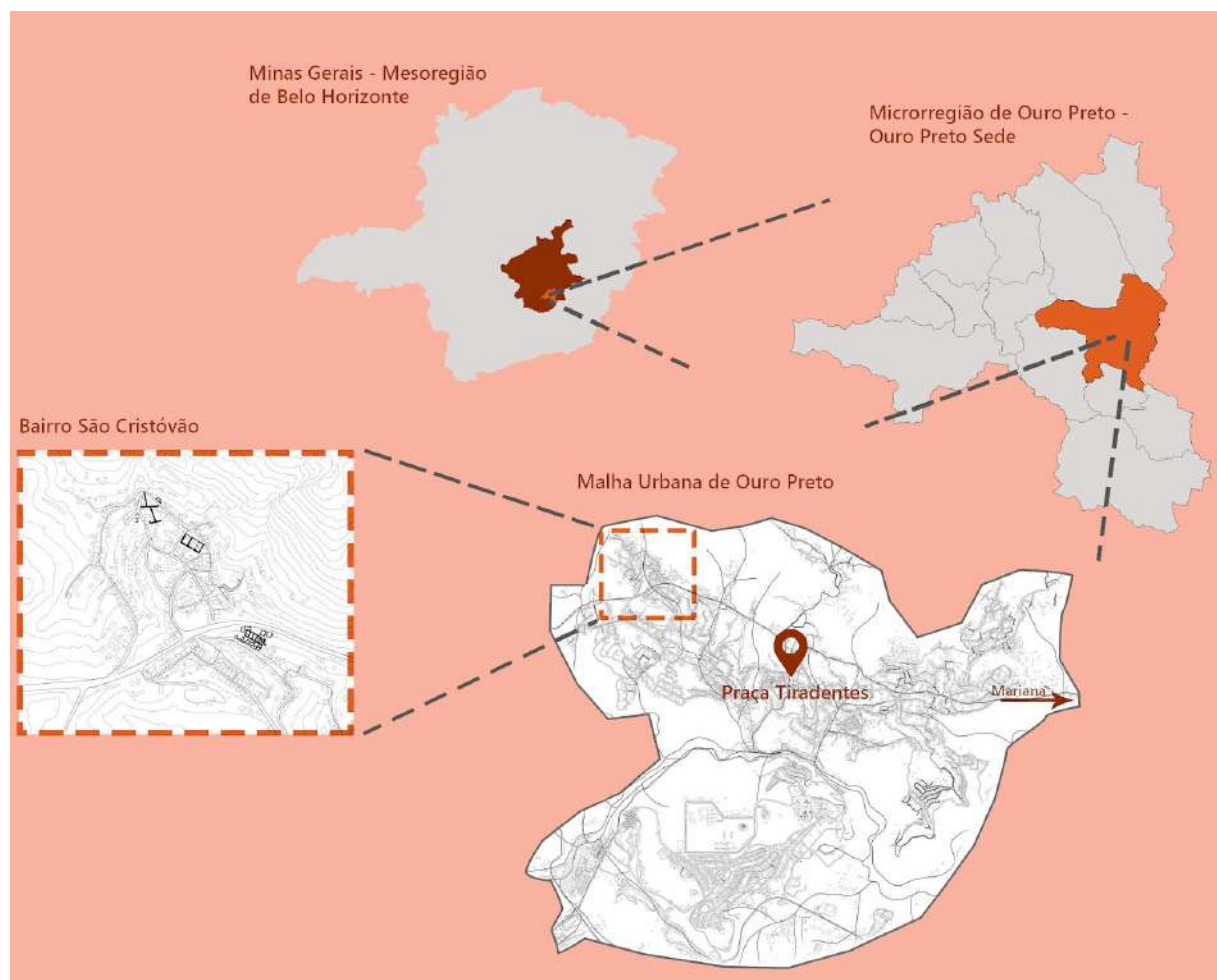 Minas Gerais - Mesoregião
de Belo Horizonte
Microrregião de Ouro Preto -
Ouro Preto Sede
Bairro São Cristóvão
Malha Urbana de Ouro Preto
Praça Tiradentes
Mariana